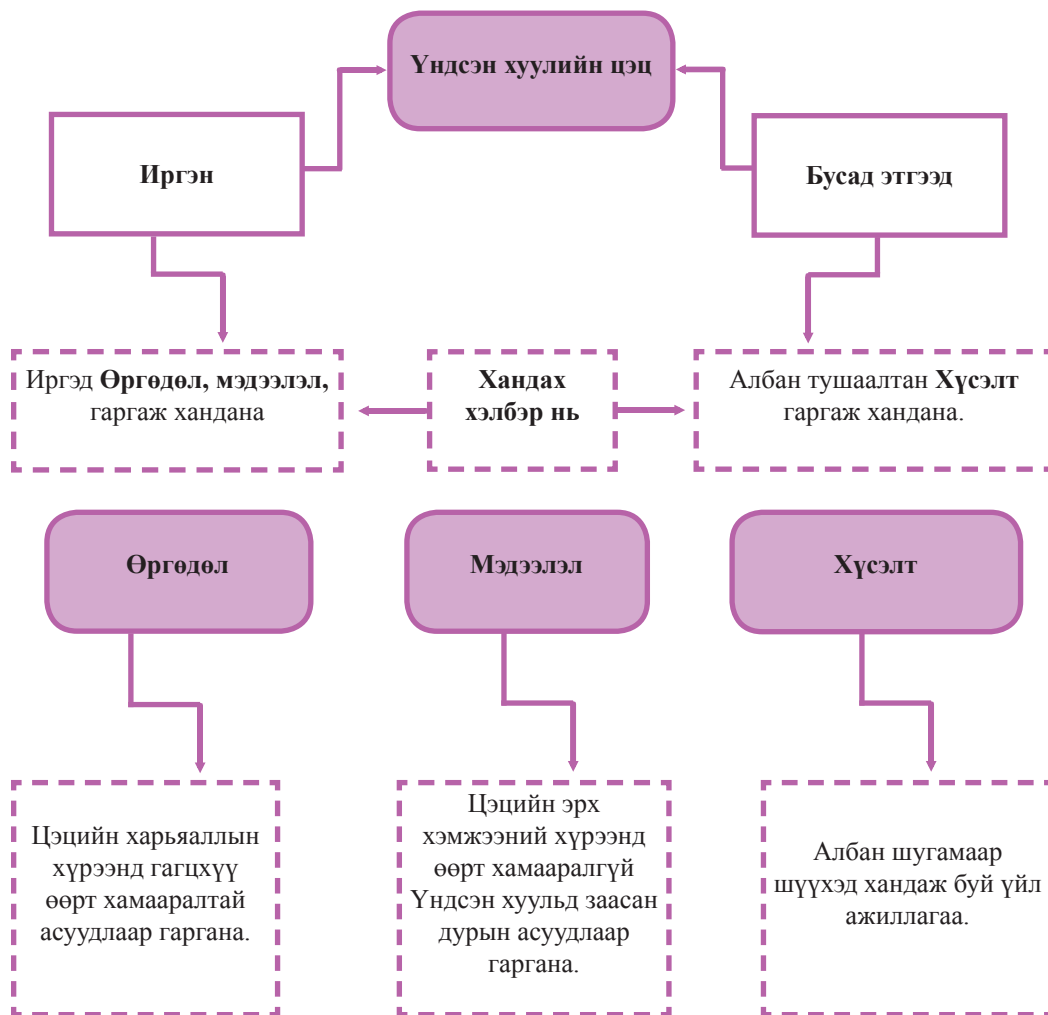 Үндсэн хуулийн цэц
Иргэн
Бусад этгээд
Иргэд Өргөдөл, мэдээлэл,
гаргаж хандана
Хандах
хэлбэр нь
Албан тушаалтан Хүсэлт
гаргаж хандана.
Өргөдөл
Мэдээлэл
Хүсэлт
Цэцийн харьяаллын
хүрээнд гагцхүү
өөрт хамааралтай
асуудлаар гаргана.
Цэцийн эрх
хэмжээний хүрээнд
өөрт хамааралгүй
Үндсэн хуульд заасан
дурын асуудлаар
гаргана.
Албан шугамаар
шүүхэд хандаж буй үйл
ажиллагаа.